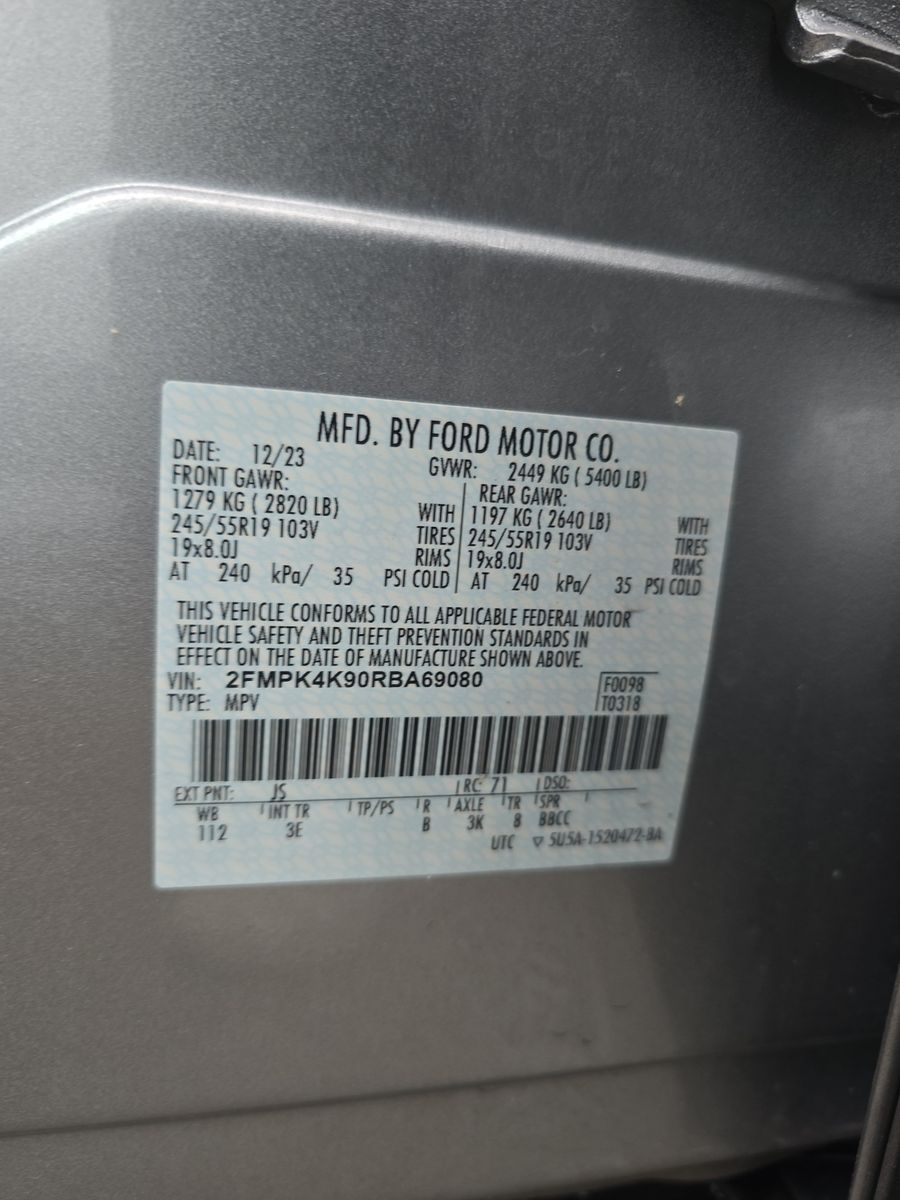 MFD. BY FORD MOTOR CO.
DATE: 12/23 GVWR: 2449 KG ( 5400 LB)
FRONT GAWR: REAR GAWR:
1279 KG ( 2820 LB) WITH 1197 KG ( 2640 LB) WITH
245/55R19 103V TIRES 245/55R19 103V TIRES
19x8.0J RIMS 19x8.0J RIMS
AT 240 kPa/ 35 PSI COLD AT 240 kPa/ 35 PSI COLD
THIS VEHICLE CONFORMS TO ALL APPLICABLE FEDERAL MOTOR
VEHICLE SAFETY AND THEFT PREVENTION STANDARDS IN
EFFECT ON THE DATE OF MANUFACTURE SHOWN ABOVE.
VIN: 2FMPK4K90RBA69080 F0098
TYPE: MPV T0318
EXT PNT: JS RC: 71 DSO:
WB INT TR TP/PS R AXLE TR SPR
112 3E B 3K 8 BBCC
UTC ▽ 5U5A-1520472-BA